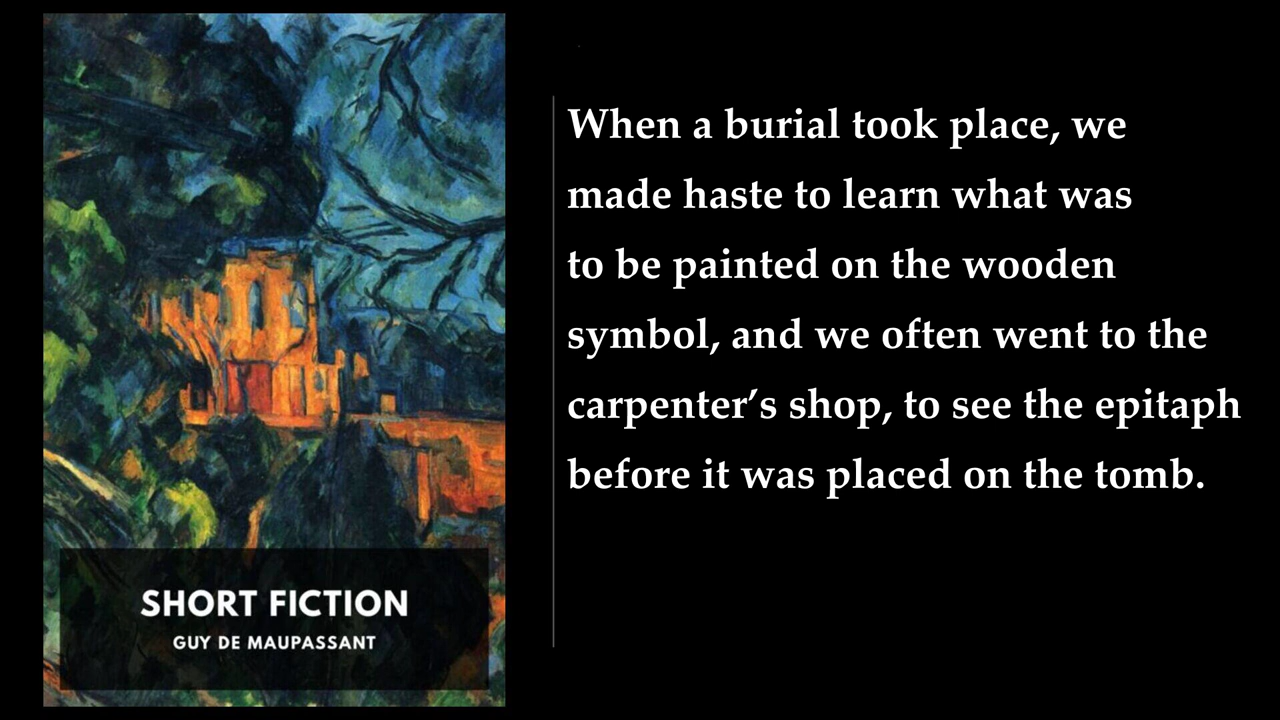 When a burial took place, we
made haste to learn what was
to be painted on the wooden
symbol, and we often went to the
carpenter’s shop, to see the epitaph
before it was placed on the tomb.
SHORT FICTION
GUY DE MAUPASSANT